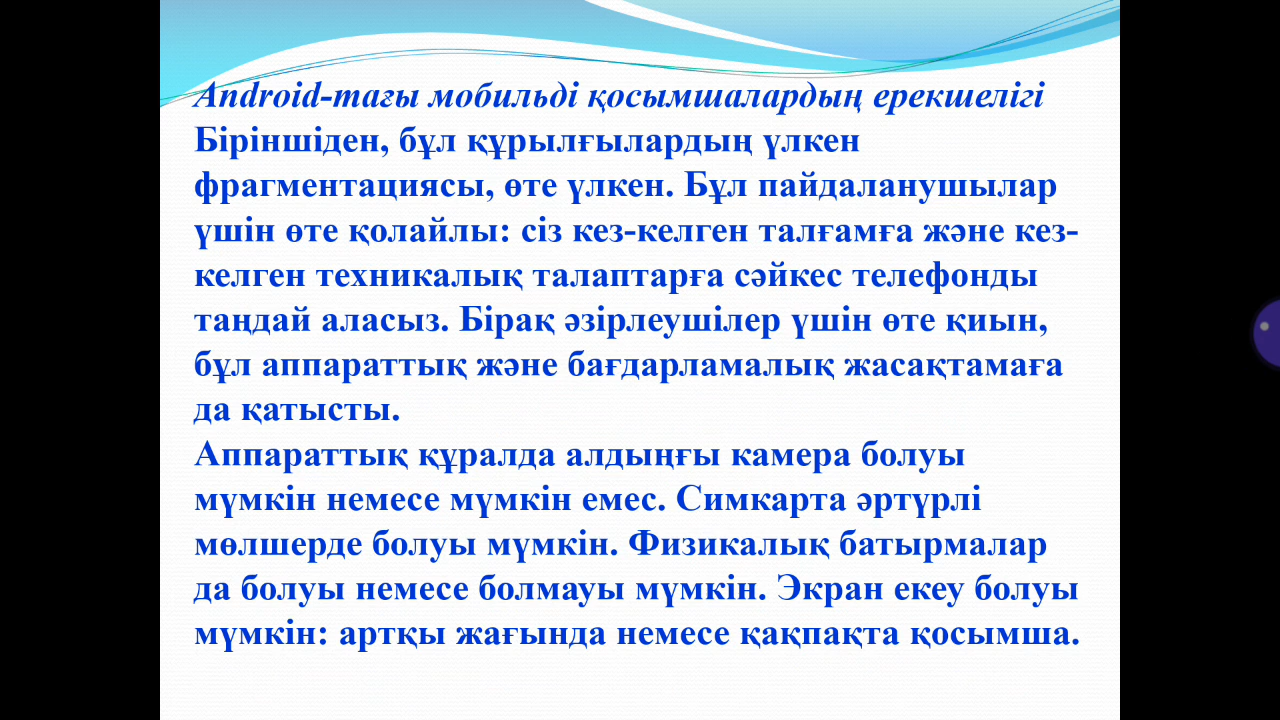 Android-тағы мобильді қосымшалардың ерекшелігі
Біріншіден, бұл құрылғылардың үлкен
фрагментациясы, өте үлкен. Бұл пайдаланушылар
үшін өте қолайлы: сіз кез-келген талғамға және кез-
келген техникалық талаптарға сәйкес телефонды
таңдай аласыз. Бірақ әзірлеушілер үшін өте қиын,
бұл аппараттық және бағдарламалық жасақтамаға
да қатысты.
Аппараттық құралда алдыңғы камера болуы
мүмкін немесе мүмкін емес. Симкарта әртүрлі
мөлшерде болуы мүмкін. Физикалық батырмалар
да болуы немесе болмауы мүмкін. Экран екеу болуы
мүмкін: артқы жағында немесе қақпақта қосымша.